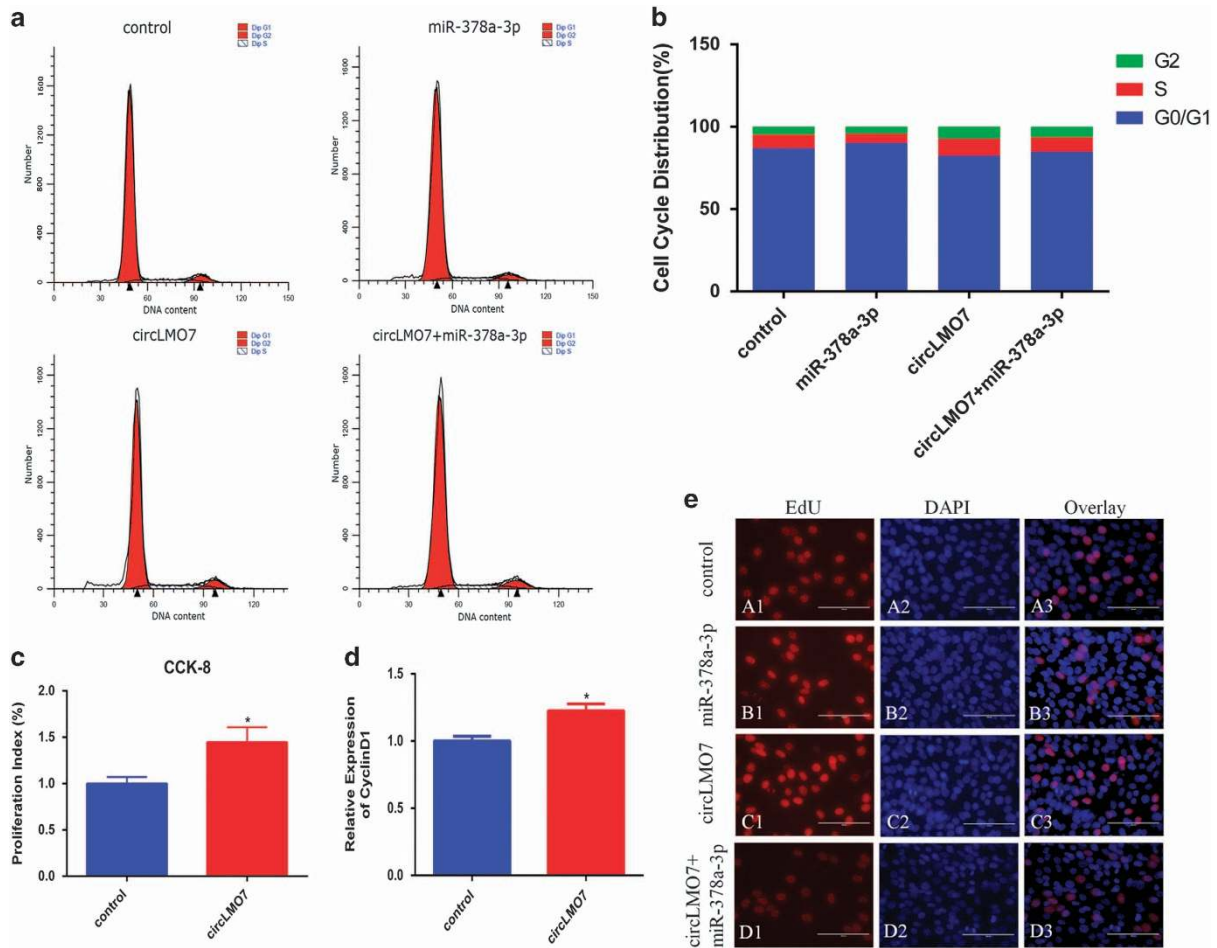 a
control
Dip G1
Dip G2
Dip S
Number
1600
1200
800
400
0
0 30 60 90 120 150
DNA content
miR-378a-3p
Dip G1
Dip G2
Dip S
Number
1600
1200
800
400
0
0 30 60 90 120 150
DNA content
circLMO7
Dip G1
Dip G2
Dip S
Number
1600
1200
800
400
0
0 30 60 90 120
DNA content
circLMO7+miR-378a-3p
Dip G1
Dip G2
Dip S
Number
1600
1200
800
400
0
0 30 60 90 120
DNA content
b
Cell Cycle Distribution(%)
150
100
50
0
control
miR-378a-3p
circLMO7
circLMO7+miR-378a-3p
G2
S
G0/G1
c
CCK-8
Proliferation Index (%)
2.0
1.5
1.0
0.5
0.0
*
control
circLMO7
d
Relative Expression
of CyclinD1
1.5
1.0
0.5
0.0
*
control
circLMO7
e
EdU DAPI Overlay
control
A1 A2 A3
miR-378a-3p
B1 B2 B3
circLMO7
C1 C2 C3
circLMO7+
miR-378a-3p
D1 D2 D3